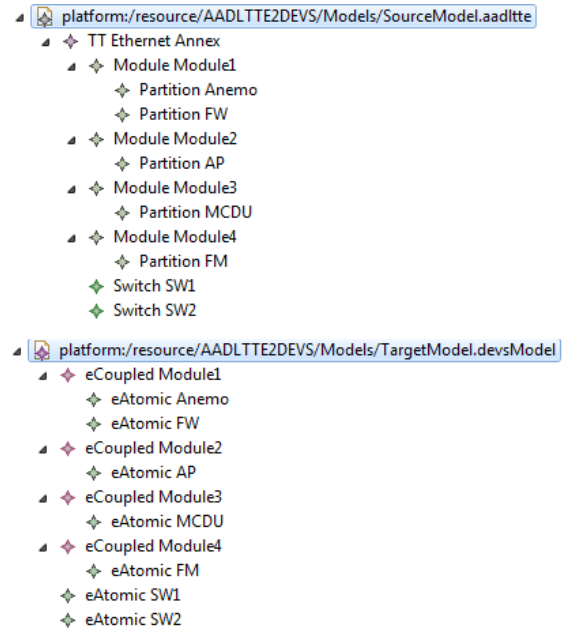 platform:/resource/AADLTTE2DEVS/Models/SourceModel.aadltte
TT Ethernet Annex
Module Module1
Partition Anemo
Partition FW
Module Module2
Partition AP
Module Module3
Partition MCDU
Module Module4
Partition FM
Switch SW1
Switch SW2
platform:/resource/AADLTTE2DEVS/Models/TargetModel.devsModel
eCoupled Module1
eAtomic Anemo
eAtomic FW
eCoupled Module2
eAtomic AP
eCoupled Module3
eAtomic MCDU
eCoupled Module4
eAtomic FM
eAtomic SW1
eAtomic SW2